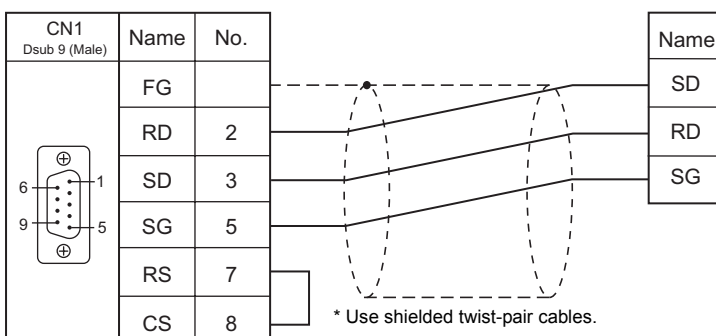 CN1
Dsub 9 (Male)
Name
No.
Name
FG
SD
RD
2
RD
SD
3
SG
SG
5
RS
7
CS
8
6
1
9
5
* Use shielded twist-pair cables.